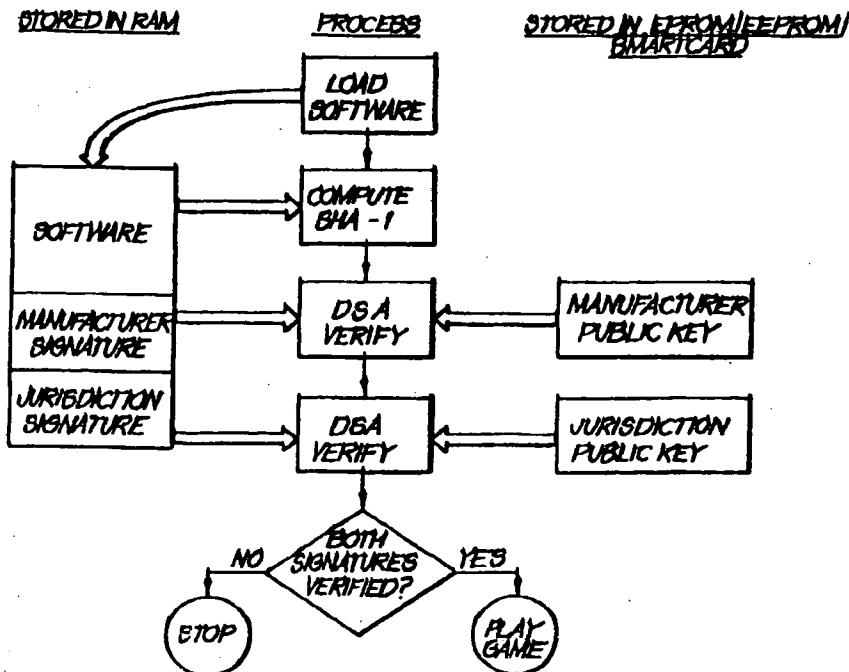 STORED IN RAM
PROCESS
STORED IN EPROM/EEPROM/
SMARTCARD
LOAD
SOFTWARE
SOFTWARE
COMPUTE
SHA-1
MANUFACTURER
SIGNATURE
DSA
VERIFY
MANUFACTURER
PUBLIC KEY
JURISDICTION
SIGNATURE
DSA
VERIFY
JURISDICTION
PUBLIC KEY
BOTH
SIGNATURES
VERIFIED?
NO
YES
STOP
PLAY
GAME